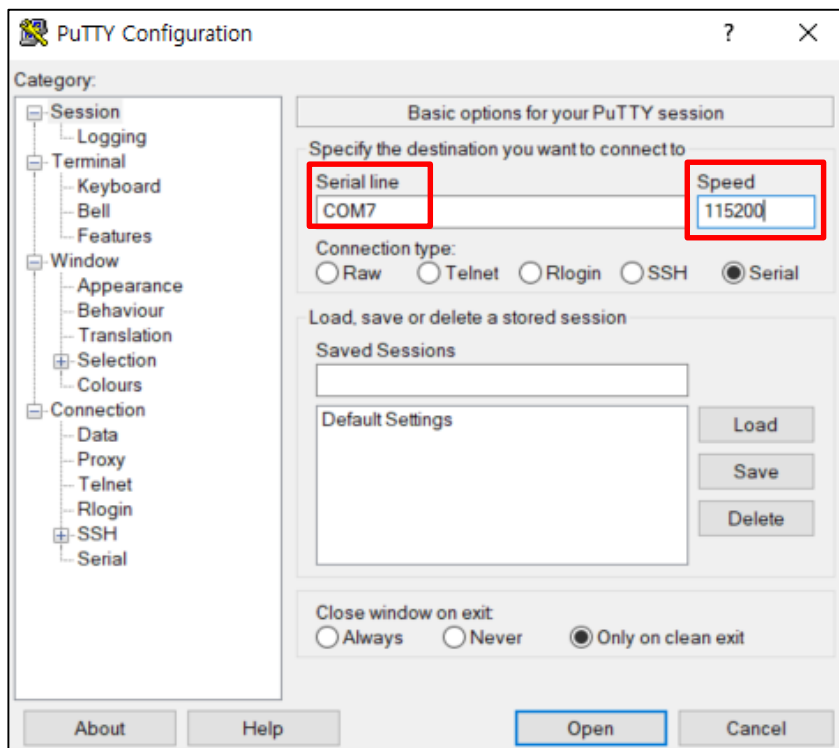 PuTTY Configuration
?
Category:
Session
Logging
Terminal
Keyboard
Bell
Features
Window
Appearance
Behaviour
Translation
Selection
Colours
Connection
Data
Proxy
Telnet
Rlogin
SSH
Serial
Basic options for your PuTTY session
Specify the destination you want to connect to
Serial line Speed
COM7 115200
Connection type:
Raw Telnet Rlogin SSH Serial
Load, save or delete a stored session
Saved Sessions
Default Settings
Load
Save
Delete
Close window on exit:
Always Never Only on clean exit
About Help Open Cancel